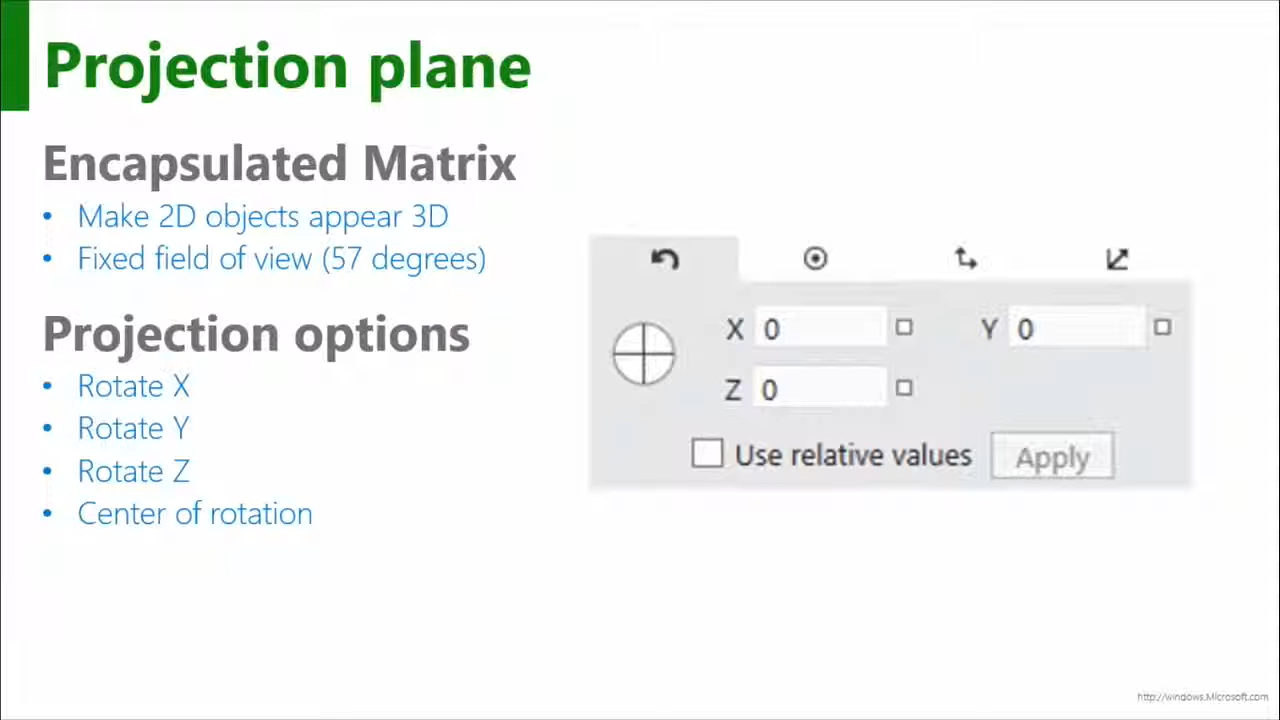 Projection plane
Encapsulated Matrix
• Make 2D objects appear 3D
• Fixed field of view (57 degrees)
Projection options
• Rotate X
• Rotate Y
• Rotate Z
• Center of rotation
X 0 Y 0
Z 0
Use relative values Apply
http://windows.Microsoft.com